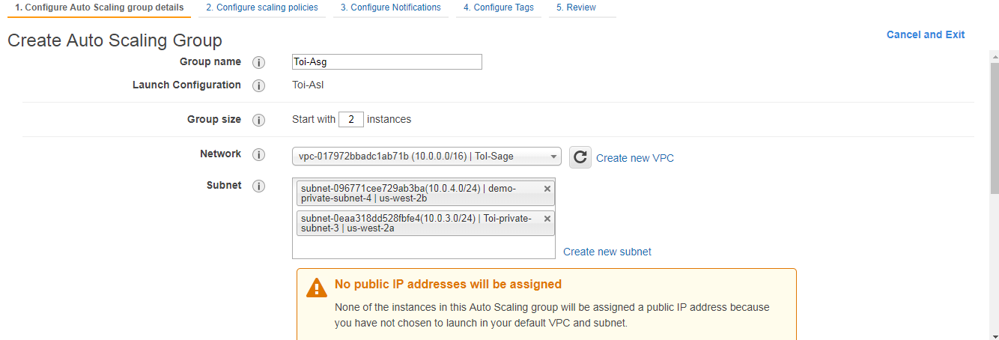 1. Configure Auto Scaling group details 2. Configure scaling policies 3. Configure Notifications 4. Configure Tags 5. Review
Cancel and Exit
Create Auto Scaling Group
Group name i Toi-Asg
Launch Configuration i Toi-Asl
Group size i Start with 2 instances
Network i vpc-017972bbadc1ab71b (10.0.0.0/16) | ToI-Sage Create new VPC
Subnet i
subnet-096771cee729ab3ba(10.0.4.0/24) | demo-
private-subnet-4 | us-west-2b
subnet-0eaa318dd528fbfe4(10.0.3.0/24) | Toi-private-
subnet-3 | us-west-2a
Create new subnet
No public IP addresses will be assigned
None of the instances in this Auto Scaling group will be assigned a public IP address because
you have not chosen to launch in your default VPC and subnet.